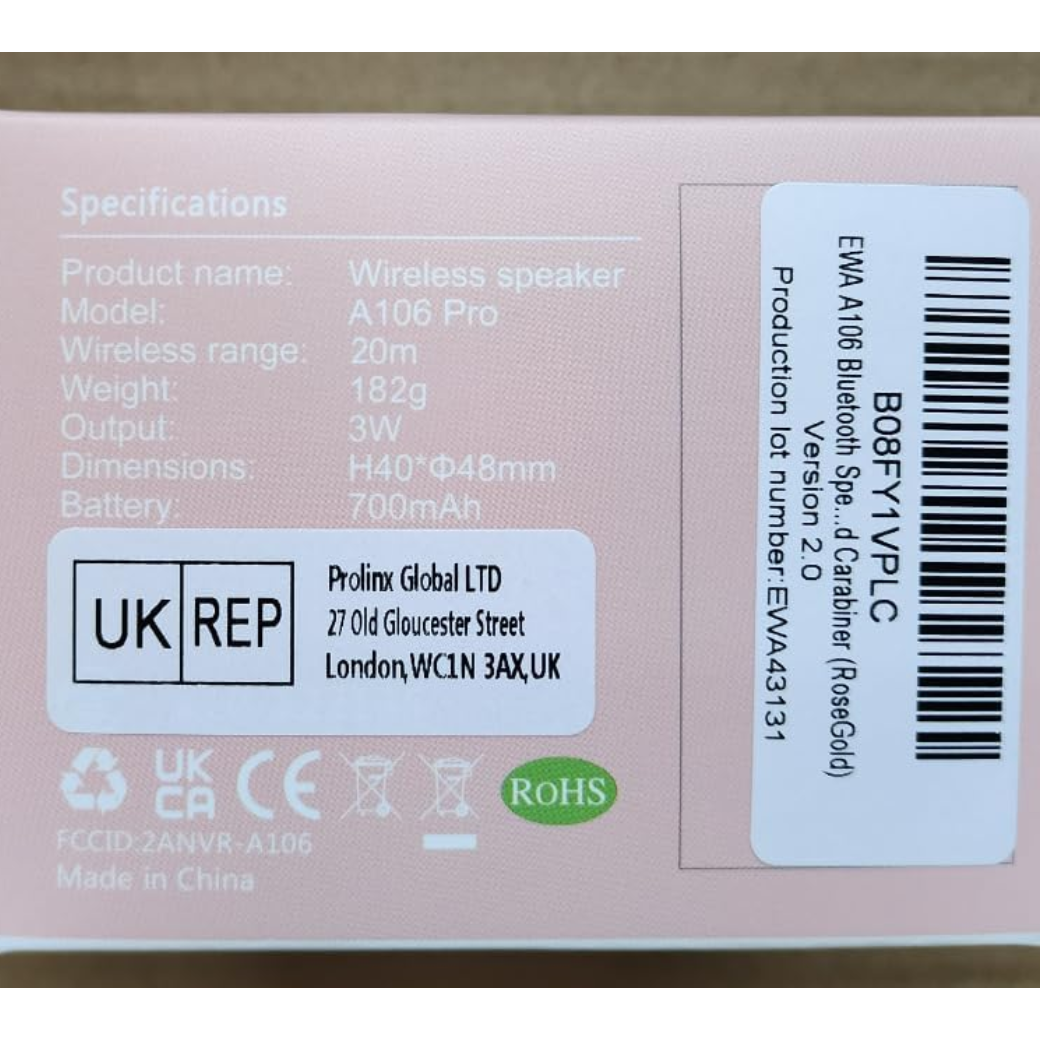 Specifications
Product name: Wireless speaker
Model: A106 Pro
Wireless range: 20m
Weight: 182g
Output: 3W
Dimensions: H40*Φ48mm
Battery: 700mAh
UK REP
Prolinx Global LTD
27 Old Gloucester Street
London,WC1N 3AX,UK
UK
CA
CE
RoHS
FCCID:2ANVR-A106
Made in China
B08FY1VPLC
EWA A106 Bluetooth Spe...d Carabiner (RoseGold)
Version 2.0
Production lot number:EWA43131